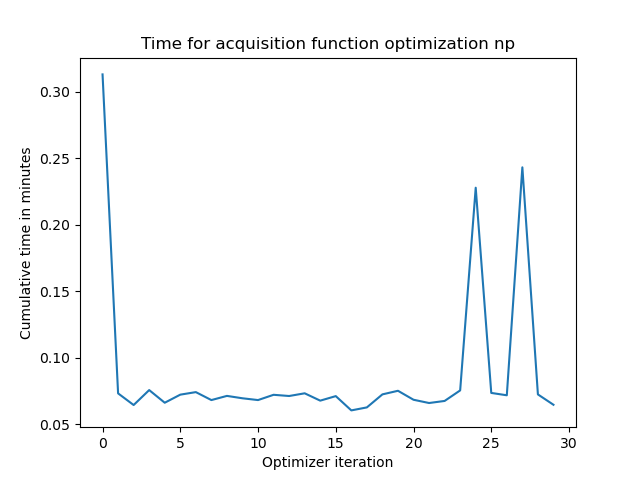 Time for acquisition function optimization np
Cumulative time in minutes
0.30
0.25
0.20
0.15
0.10
0.05
0 5 10 15 20 25 30
Optimizer iteration